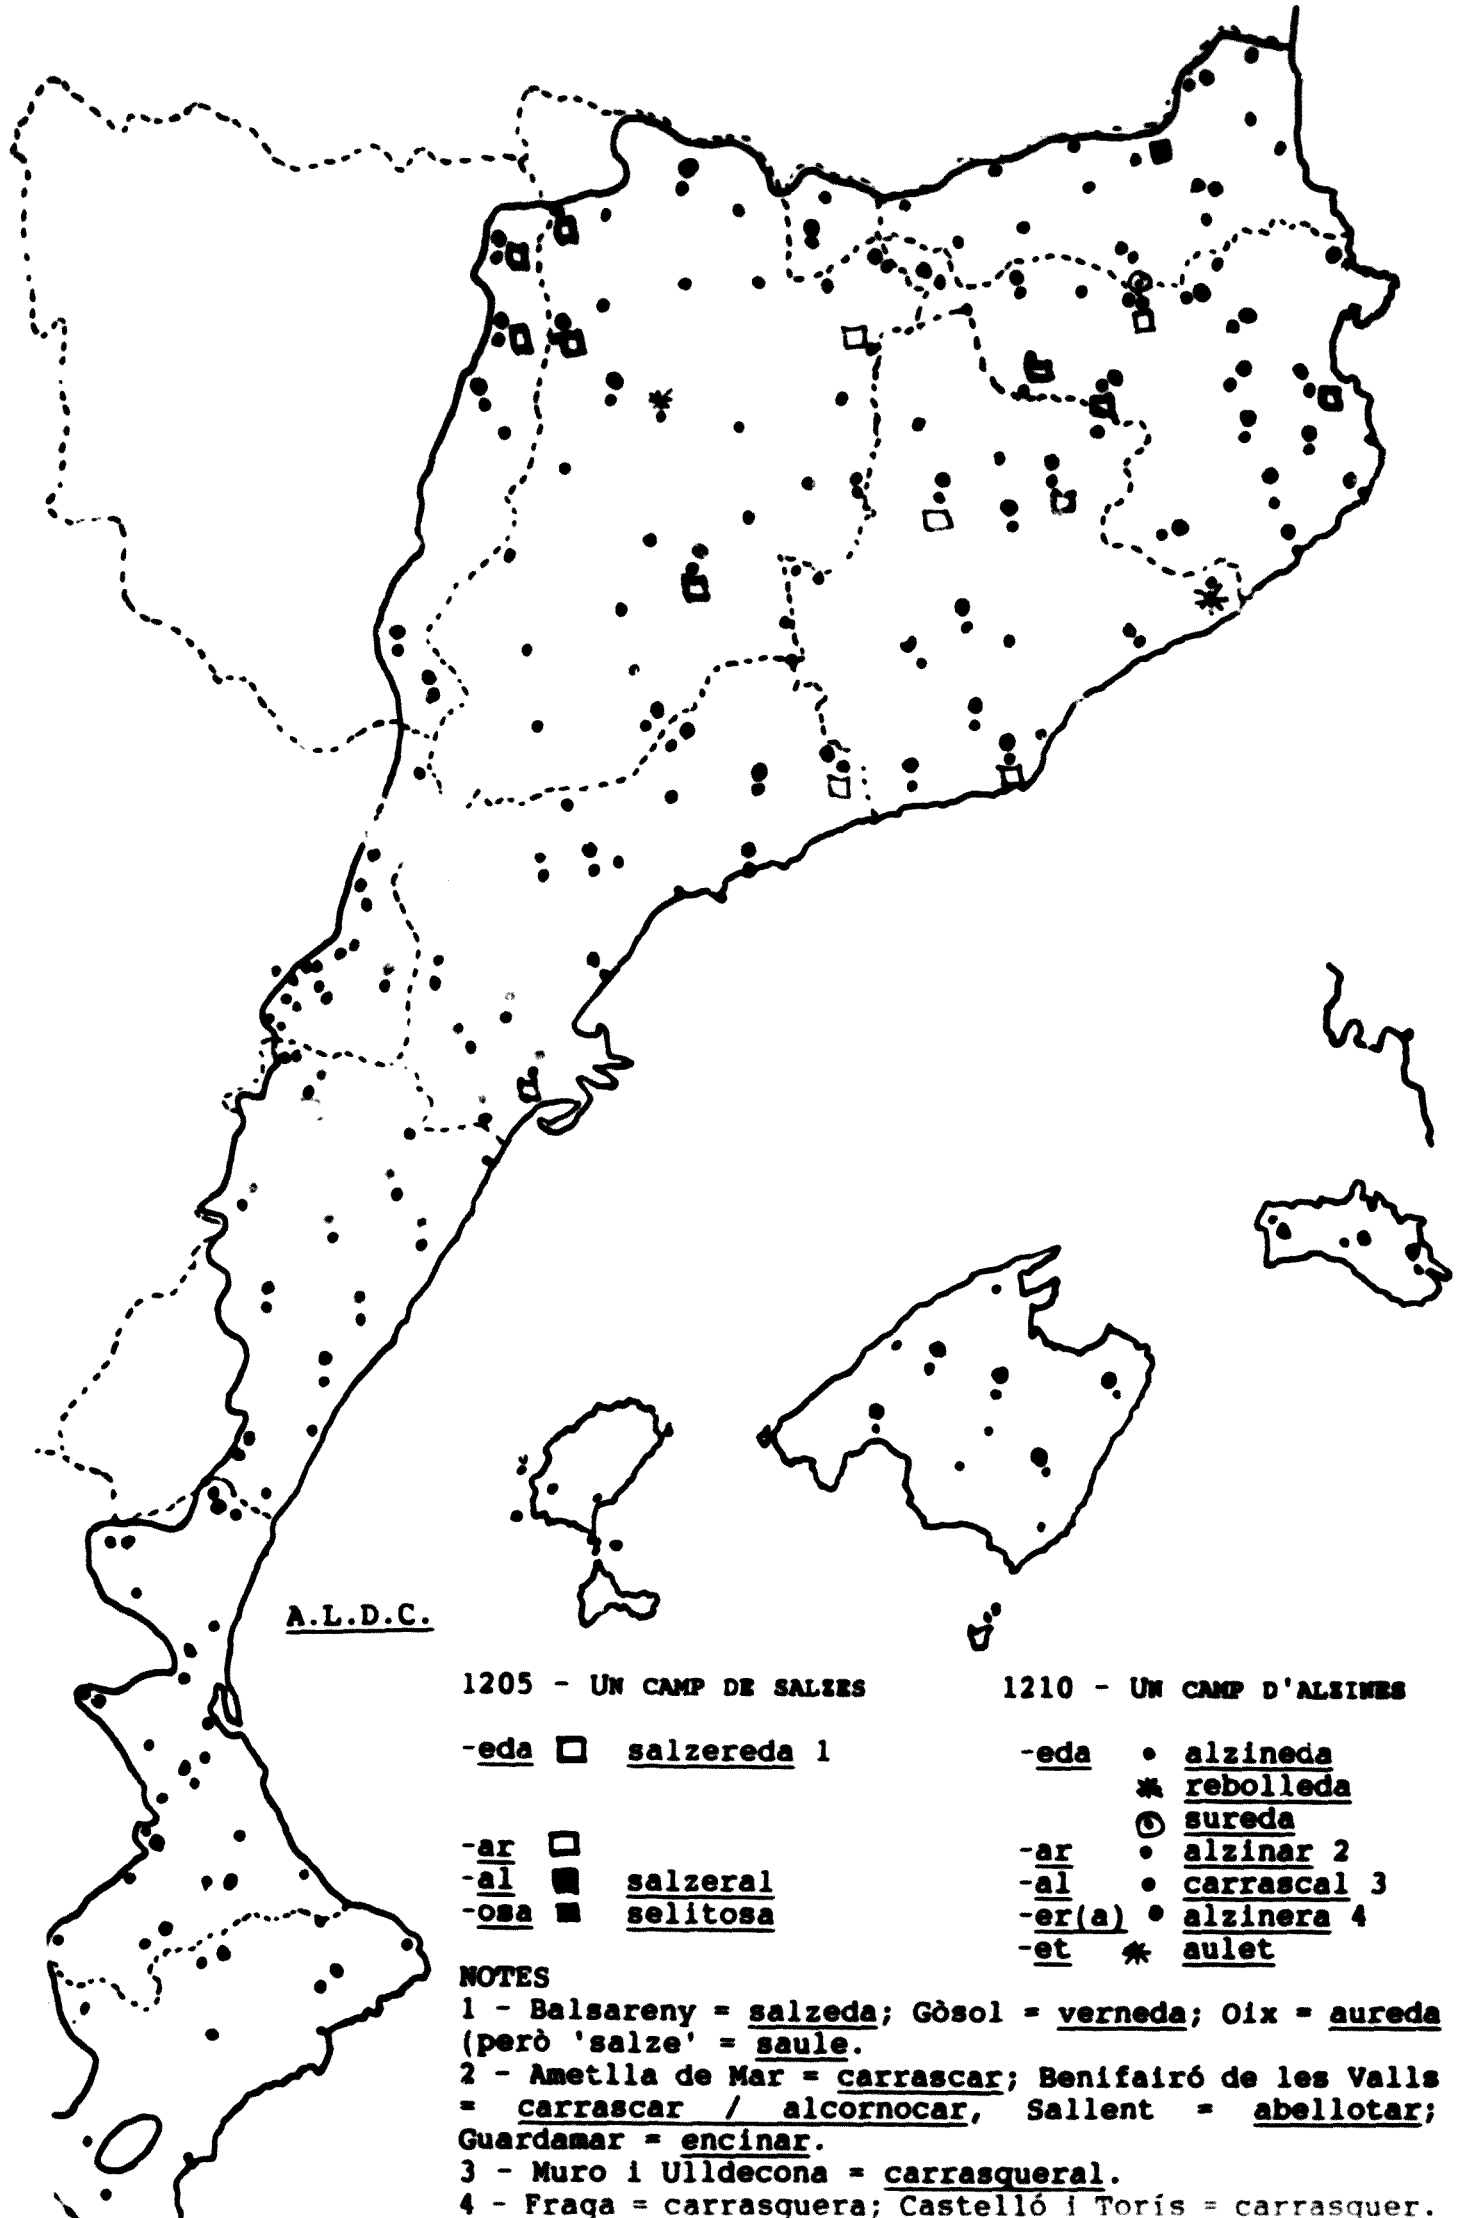 A.L.D.C.
1205 - UN CAMP DE SALZES
-eda salzereda 1
-ar
-al salzeral
-osa selitosa
1210 - UN CAMP D'ALZINES
-eda alzineda
rebolleda
sureda
-ar alzinar 2
-al carrascal 3
-er(a) alzinera 4
-et aulet
NOTES
1 - Balsareny = salzeda; Gòsol = verneda; Oix = aureda
(però 'salze' = saule.
2 - Ametlla de Mar = carrascar; Benifairó de les Valls
= carrascar / alcornocar, Sallent = abellotar;
Guardamar = encinar.
3 - Muro i Ulldecona = carrasqueral.
4 - Fraga = carrasquera; Castelló i Torís = carrasquer.